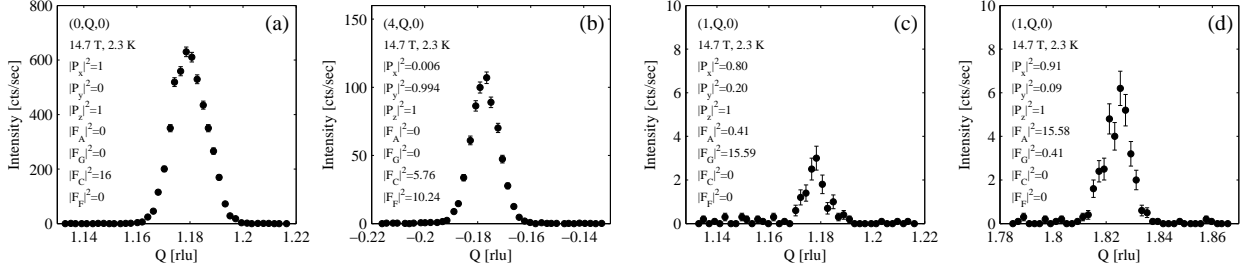 (0,Q,0)
(a)
14.7 T, 2.3 K
|P_x|²=1
|P_y|²=0
|P_z|²=1
|F_A|²=0
|F_G|²=0
|F_C|²=16
|F_F|²=0
Intensity [cts/sec]
800
600
400
200
0
1.14 1.16 1.18 1.2 1.22
Q [rlu]
(4,Q,0)
(b)
14.7 T, 2.3 K
|P_x|²=0.006
|P_y|²=0.994
|P_z|²=1
|F_A|²=0
|F_G|²=0
|F_C|²=5.76
|F_F|²=10.24
Intensity [cts/sec]
150
100
50
0
−0.22 −0.2 −0.18 −0.16 −0.14
Q [rlu]
(1,Q,0)
(c)
14.7 T, 2.3 K
|P_x|²=0.80
|P_y|²=0.20
|P_z|²=1
|F_A|²=0.41
|F_G|²=15.59
|F_C|²=0
|F_F|²=0
Intensity [cts/sec]
10
8
6
4
2
0
1.14 1.16 1.18 1.2 1.22
Q [rlu]
(1,Q,0)
(d)
14.7 T, 2.3 K
|P_x|²=0.91
|P_y|²=0.09
|P_z|²=1
|F_A|²=15.58
|F_G|²=0.41
|F_C|²=0
|F_F|²=0
Intensity [cts/sec]
10
8
6
4
2
0
1.78 1.8 1.82 1.84 1.86
Q [rlu]